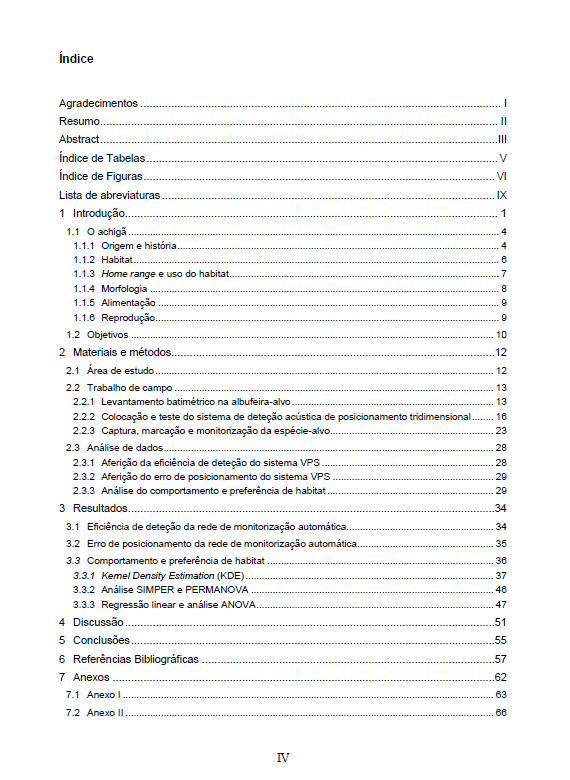 Índice
Agradecimentos ........ I
Resumo ........ II
Abstract ........ III
Índice de Tabelas ........ V
Índice de Figuras ........ VI
Lista de abreviaturas ........ IX
1 Introdução ........ 1
1.1 O achigã ........ 4
1.1.1 Origem e história ........ 4
1.1.2 Habitat ........ 6
1.1.3 Home range e uso do habitat ........ 7
1.1.4 Morfologia ........ 8
1.1.5 Alimentação ........ 9
1.1.6 Reprodução ........ 9
1.2 Objetivos ........ 10
2 Materiais e métodos ........ 12
2.1 Área de estudo ........ 12
2.2 Trabalho de campo ........ 13
2.2.1 Levantamento batimétrico na albufeira-alvo ........ 13
2.2.2 Colocação e teste do sistema de deteção acústica de posicionamento tridimensional ........ 16
2.2.3 Captura, marcação e monitorização da espécie-alvo ........ 23
2.3 Análise de dados ........ 28
2.3.1 Aferição da eficiência de deteção do sistema VPS ........ 28
2.3.2 Aferição do erro de posicionamento do sistema VPS ........ 29
2.3.3 Análise do comportamento e preferência de habitat ........ 29
3 Resultados ........ 34
3.1 Eficiência de deteção da rede de monitorização automática ........ 34
3.2 Erro de posicionamento da rede de monitorização automática ........ 35
3.3 Comportamento e preferência de habitat ........ 36
3.3.1 Kernel Density Estimation (KDE) ........ 37
3.3.2 Análise SIMPER e PERMANOVA ........ 46
3.3.3 Regressão linear e análise ANOVA ........ 47
4 Discussão ........ 51
5 Conclusões ........ 55
6 Referências Bibliográficas ........ 57
7 Anexos ........ 62
7.1 Anexo I ........ 63
7.2 Anexo II ........ 66
IV